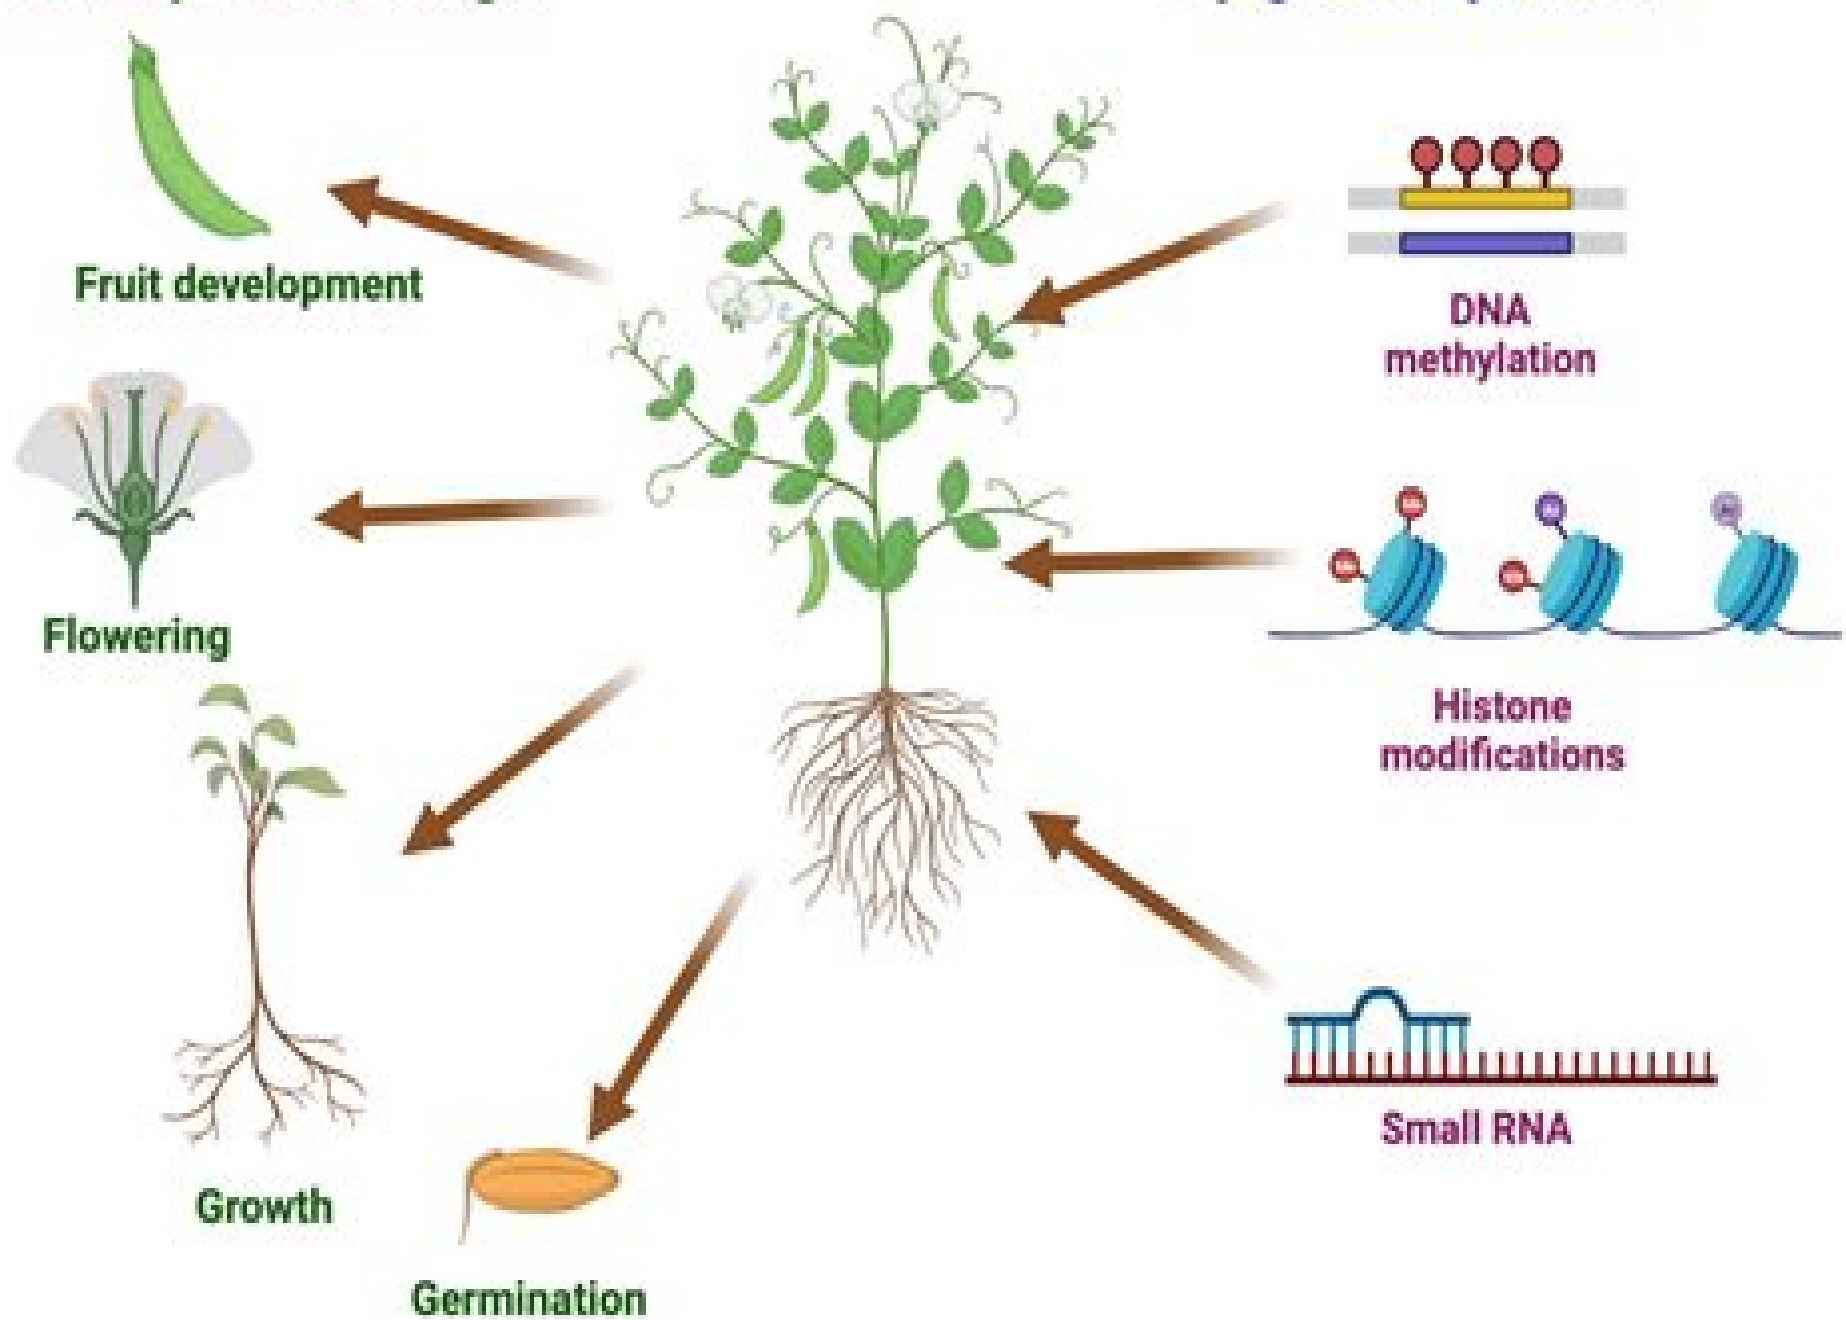 Fruit development
DNA
methylation
Flowering
Histone
modifications
Growth
Small RNA
Germination